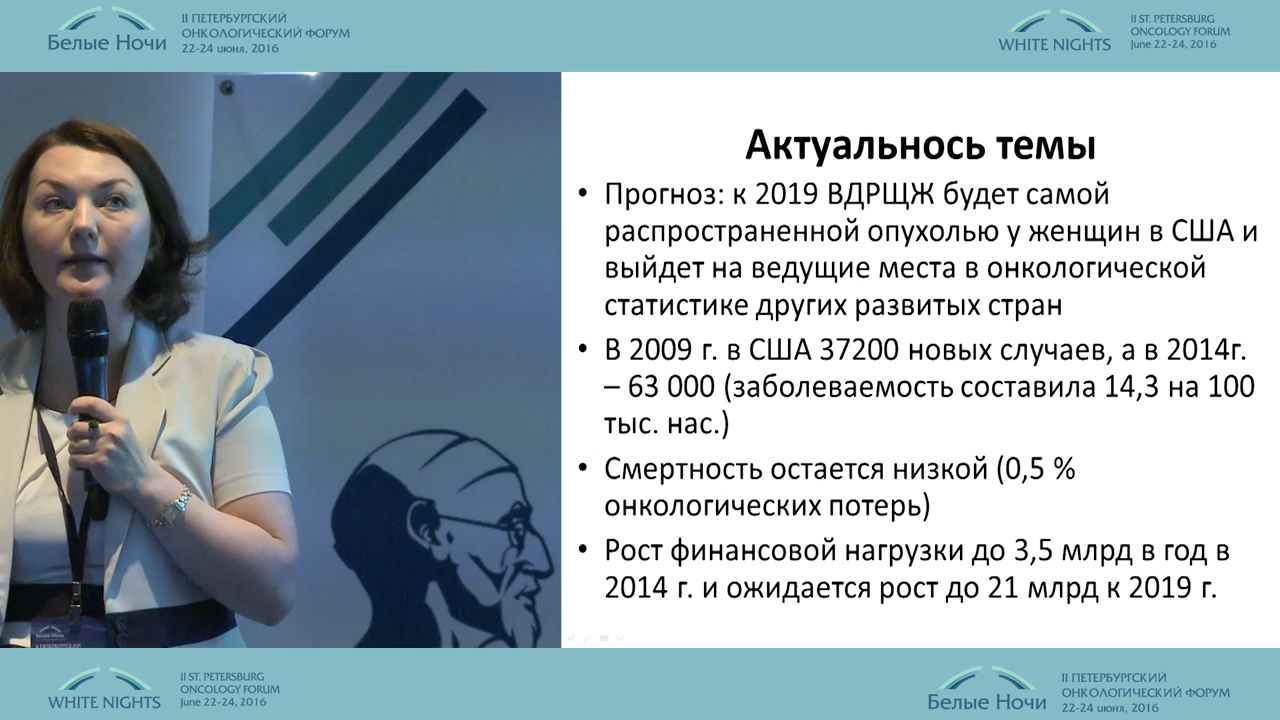 Белые Ночи
II ПЕТЕРБУРГСКИЙ
ОНКОЛОГИЧЕСКИЙ ФОРУМ
22-24 июня, 2016
WHITE NIGHTS
II ST. PETERSBURG
ONCOLOGY FORUM
June 22-24, 2016
Актуальнось темы
• Прогноз: к 2019 ВДРЩЖ будет самой
распространенной опухолью у женщин в США и
выйдет на ведущие места в онкологической
статистике других развитых стран
• В 2009 г. в США 37200 новых случаев, а в 2014г.
– 63 000 (заболеваемость составила 14,3 на 100
тыс. нас.)
• Смертность остается низкой (0,5 %
онкологических потерь)
• Рост финансовой нагрузки до 3,5 млрд в год в
2014 г. и ожидается рост до 21 млрд к 2019 г.
Белые Ночи
WHITE NIGHTS
II ST. PETERSBURG
ONCOLOGY FORUM
June 22-24, 2016
Белые Ночи
II ПЕТЕРБУРГСКИЙ
ОНКОЛОГИЧЕСКИЙ ФОРУМ
22-24 июня, 2016